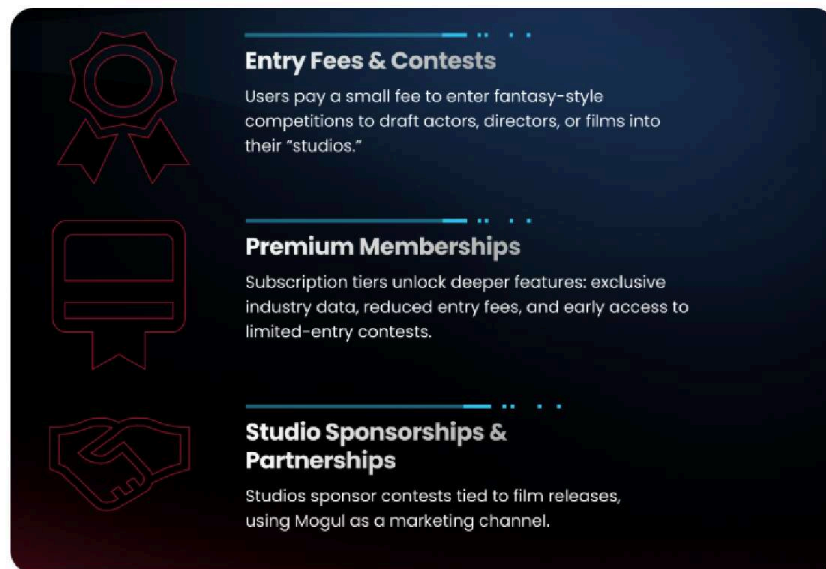 Entry Fees & Contests
Users pay a small fee to enter fantasy-style
competitions to draft actors, directors, or films into
their “studios.”
Premium Memberships
Subscription tiers unlock deeper features: exclusive
industry data, reduced entry fees, and early access to
limited-entry contests.
Studio Sponsorships &
Partnerships
Studios sponsor contests tied to film releases,
using Mogul as a marketing channel.